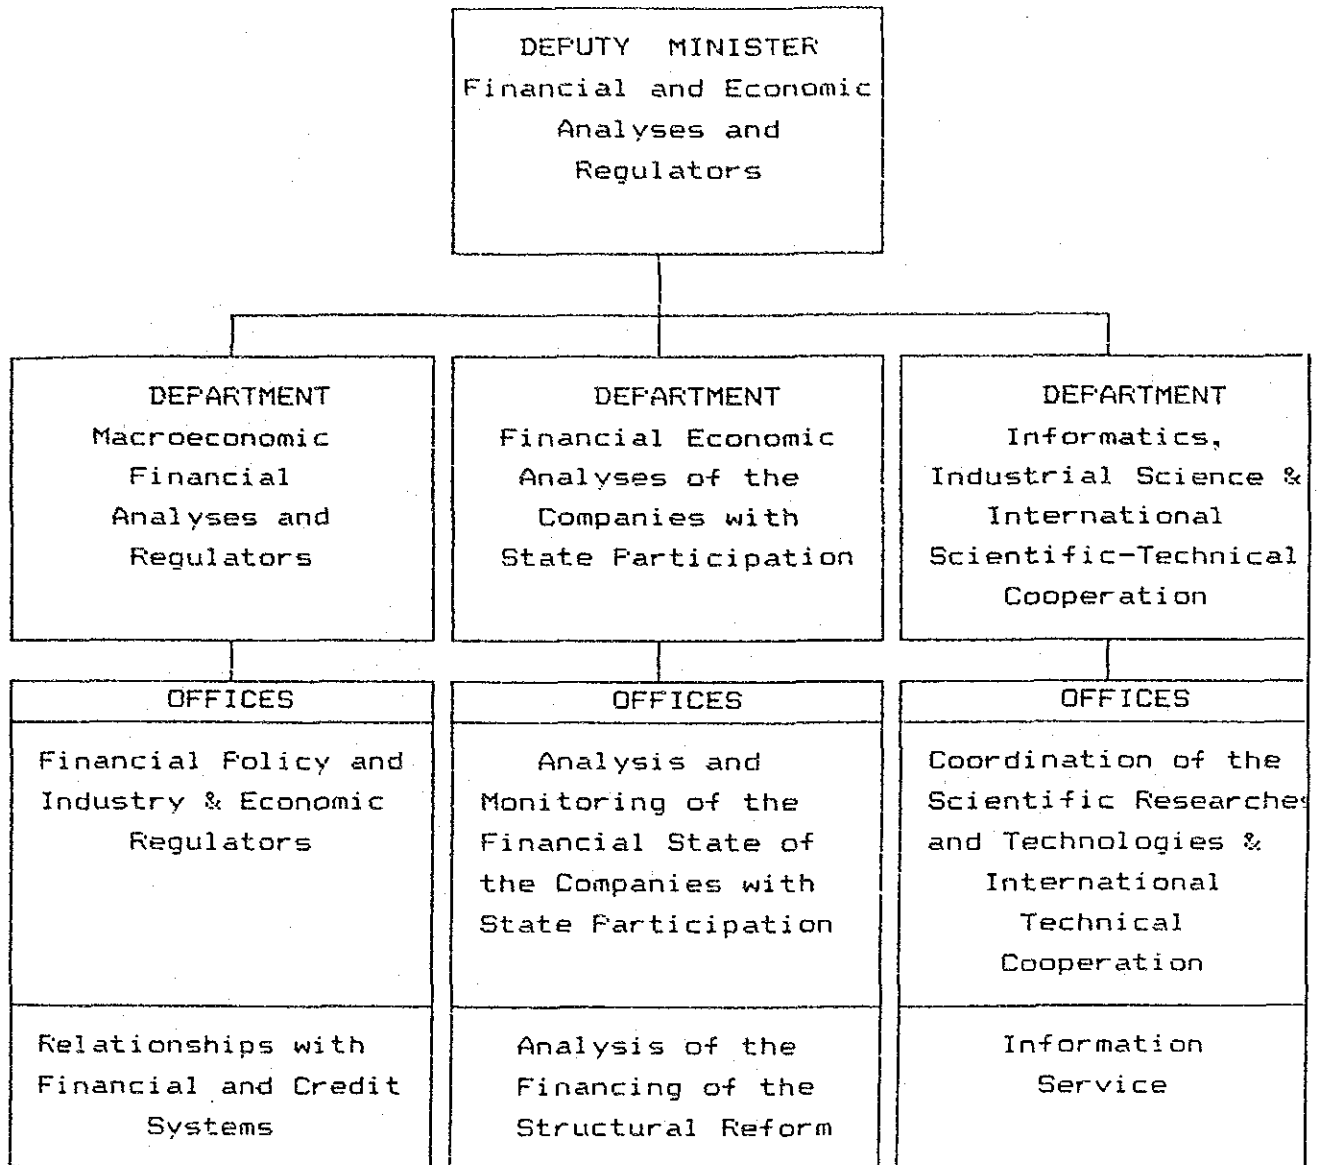 DEPUTY MINISTER
Financial and Economic
Analyses and
Regulators
DEPARTMENT
Macroeconomic
Financial
Analyses and
Regulators
DEPARTMENT
Financial Economic
Analyses of the
Companies with
State Participation
DEPARTMENT
Informatics,
Industrial Science &
International
Scientific-Technical
Cooperation
OFFICES
Financial Policy and
Industry & Economic
Regulators
Relationships with
Financial and Credit
Systems
OFFICES
Analysis and
Monitoring of the
Financial State of
the Companies with
State Participation
Analysis of the
Financing of the
Structural Reform
OFFICES
Coordination of the
Scientific Researches
and Technologies &
International
Technical
Cooperation
Information
Service